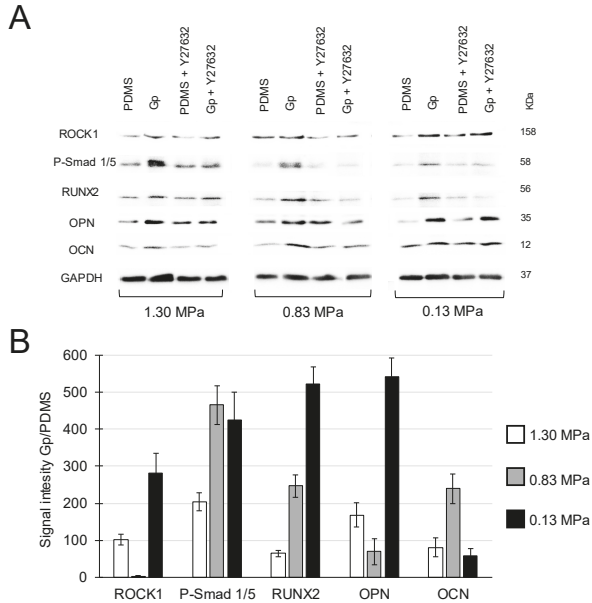 A
PDMS
Gp
PDMS + Y27632
Gp + Y27632
PDMS
Gp
PDMS + Y27632
Gp + Y27632
PDMS
Gp
PDMS + Y27632
Gp + Y27632
KDa
ROCK1 158
P-Smad 1/5 58
RUNX2 56
OPN 35
OCN 12
GAPDH 37
1.30 MPa 0.83 MPa 0.13 MPa
B
Signal intesity Gp/PDMS
600
500
400
300
200
100
0
ROCK1 P-Smad 1/5 RUNX2 OPN OCN
1.30 MPa
0.83 MPa
0.13 MPa